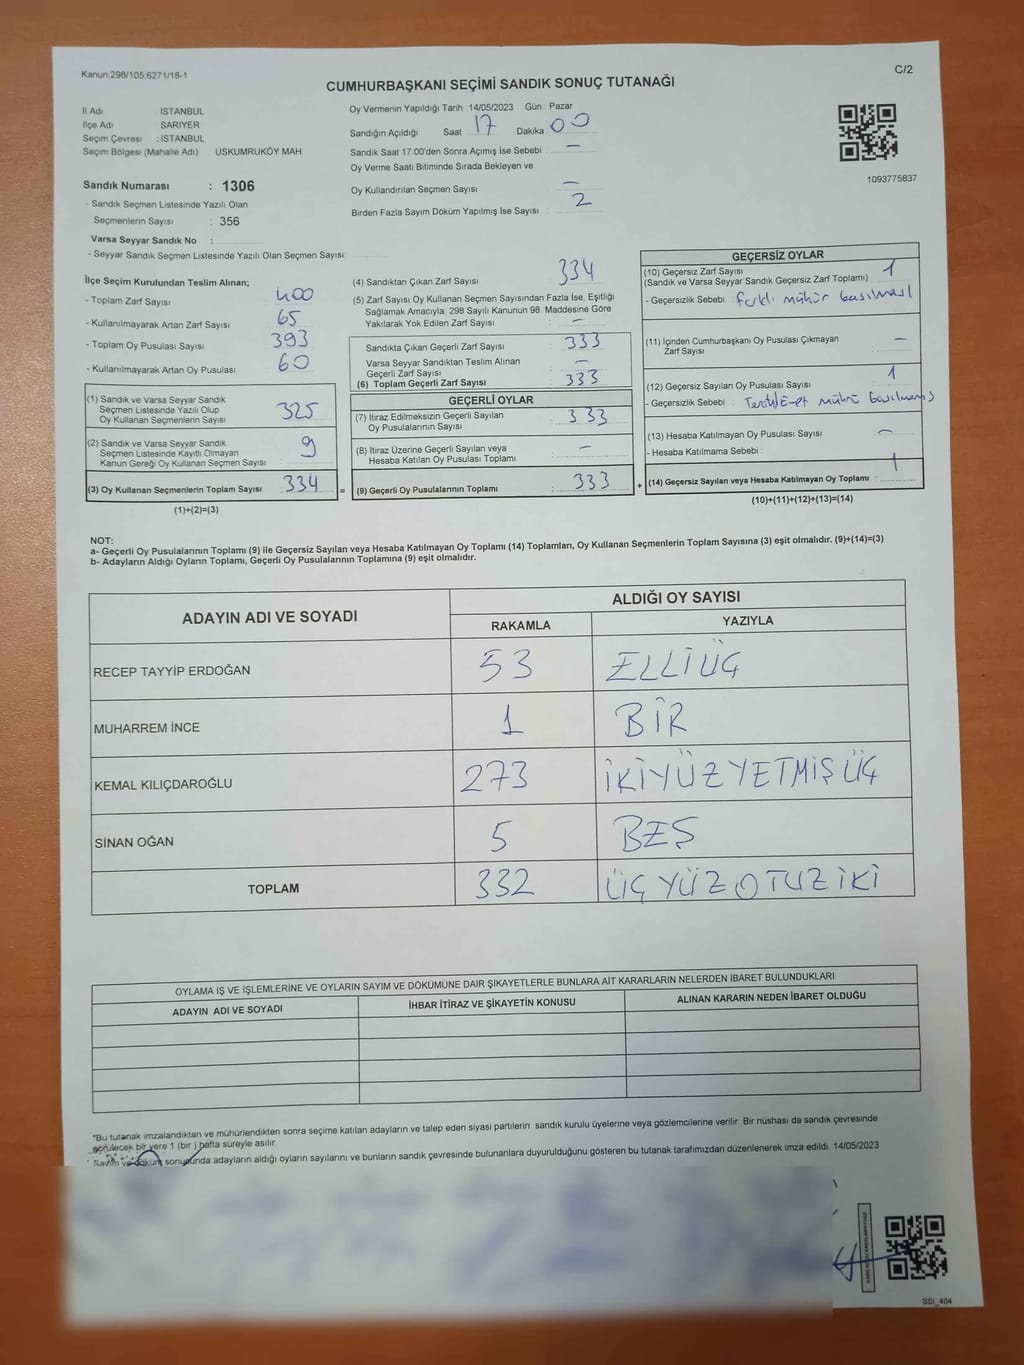 Kanun:298/105,6271/18-1
C/2
CUMHURBAŞKANI SEÇİMİ SANDIK SONUÇ TUTANAĞI
İl Adı İSTANBUL
İlçe Adı SARIYER
Seçim Çevresi : İSTANBUL
Seçim Bölgesi (Mahalle Adı) : USKUMRUKÖY MAH
Sandık Numarası : 1306
- Sandık Seçmen Listesinde Yazılı Olan
Seçmenlerin Sayısı : 356
Varsa Seyyar Sandık No :
- Seyyar Sandık Seçmen Listesinde Yazılı Olan Seçmen Sayısı :
Oy Vermenin Yapıldığı Tarih : 14/05/2023 Gün : Pazar
Sandığın Açıldığı Saat : 17 Dakika : 00
Sandık Saat 17:00'den Sonra Açımış İse Sebebi : —
Oy Verme Saati Bitiminde Sırada Bekleyen ve
Oy Kullandırılan Seçmen Sayısı : —
Birden Fazla Sayım Döküm Yapılmış İse Sayısı : 2
1093775837
İlçe Seçim Kurulundan Teslim Alınan;
- Toplam Zarf Sayısı : 400
- Kullanılmayarak Artan Zarf Sayısı : 65
- Toplam Oy Pusulası Sayısı : 393
- Kullanılmayarak Artan Oy Pusulası : 60
(1) Sandık ve Varsa Seyyar Sandık
Seçmen Listesinde Yazılı Olup
Oy Kullanan Seçmenlerin Sayısı : 325
(2) Sandık ve Varsa Seyyar Sandık
Seçmen Listesinde Kayıtlı Olmayan
Kanun Gereği Oy Kullanan Seçmen Sayısı : 9
(3) Oy Kullanan Seçmenlerin Toplam Sayısı : 334 =
(1)+(2)=(3)
(4) Sandıktan Çıkan Zarf Sayısı : 334
(5) Zarf Sayısı Oy Kullanan Seçmen Sayısından Fazla İse, Eşitliği
Sağlamak Amacıyla; 298 Sayılı Kanunun 98. Maddesine Göre
Yakılarak Yok Edilen Zarf Sayısı : —
Sandıkta Çıkan Geçerli Zarf Sayısı : 333
Varsa Seyyar Sandıktan Teslim Alınan
Geçerli Zarf Sayısı : —
(6) Toplam Geçerli Zarf Sayısı : 333
GEÇERLİ OYLAR
(7) İtiraz Edilmeksizin Geçerli Sayılan
Oy Pusulalarının Sayısı : 333
(8) İtiraz Üzerine Geçerli Sayılan veya
Hesaba Katılan Oy Pusulası Toplamı : —
(9) Geçerli Oy Pusulalarının Toplamı : 333 +
GEÇERSİZ OYLAR
(10) Geçersiz Zarf Sayısı : 1
(Sandık ve Varsa Seyyar Sandık Geçersiz Zarf Toplamı)
- Geçersizlik Sebebi : farklı mühür basılması
(11) İçinden Cumhurbaşkanı Oy Pusulası Çıkmayan
Zarf Sayısı : —
(12) Geçersiz Sayılan Oy Pusulası Sayısı : 1
- Geçersizlik Sebebi : mühü basılmamış
(13) Hesaba Katılmayan Oy Pusulası Sayısı : —
- Hesaba Katılmama Sebebi :
(14) Geçersiz Sayılan veya Hesaba Katılmayan Oy Toplamı : 1
(10)+(11)+(12)+(13)=(14)
NOT:
a- Geçerli Oy Pusulalarının Toplamı (9) ile Geçersiz Sayılan veya Hesaba Katılmayan Oy Toplamı (14) Toplamları, Oy Kullanan Seçmenlerin Toplam Sayısına (3) eşit olmalıdır. (9)+(14)=(3)
b- Adayların Aldığı Oyların Toplamı, Geçerli Oy Pusulalarının Toplamına (9) eşit olmalıdır.
ADAYIN ADI VE SOYADI
ALDIĞI OY SAYISI
RAKAMLA YAZIYLA
RECEP TAYYİP ERDOĞAN 53 ELLİÜÇ
MUHARREM İNCE 1 BİR
KEMAL KILIÇDAROĞLU 273 İKİYÜZYETMİŞÜÇ
SİNAN OĞAN 5 BEŞ
TOPLAM 332 ÜÇYÜZOTUZİKİ
OYLAMA İŞ VE İŞLEMLERİNE VE OYLARIN SAYIM VE DÖKÜMÜNE DAİR ŞİKAYETLERLE BUNLARA AİT KARARLARIN NELERDEN İBARET BULUNDUKLARI
ADAYIN ADI VE SOYADI İHBAR İTİRAZ VE ŞİKAYETİN KONUSU ALINAN KARARIN NEDEN İBARET OLDUĞU
*Bu tutanak imzalandıktan ve mühürlendikten sonra seçime katılan adayların ve talep eden siyasi partilerin sandık kurulu üyelerine veya gözlemcilerine verilir. Bir nüshası da sandık çevresinde
görülecek bir yere 1 (bir ) hafta süreyle asılır.
Sayım ve döküm sonucunda adayların aldığı oyların sayılarını ve bunların sandık çevresinde bulunanlara duyurulduğunu gösteren bu tutanak tarafımızdan düzenlenerek imza edildi. 14/05/2023
SSI_404